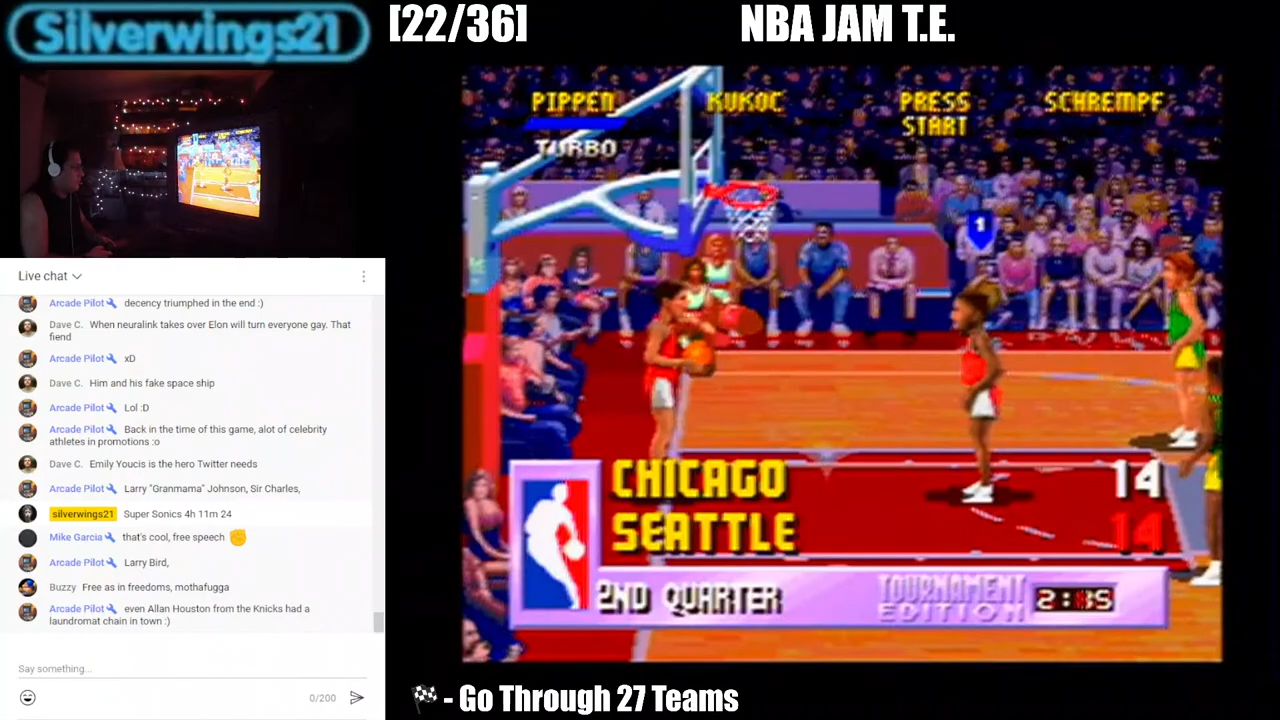 Silverwings21
[22/36]
NBA JAM T.E.
PIPPEN
KUKOC
PRESS
START
SCHREMPF
TURBO
1
Live chat
Arcade Pilot decency triumphed in the end :)
Dave C. When neuralink takes over Elon will turn everyone gay. That
fiend
Arcade Pilot xD
Dave C. Him and his fake space ship
Arcade Pilot Lol :D
Arcade Pilot Back in the time of this game, alot of celebrity
athletes in promotions :o
Dave C. Emily Youcis is the hero Twitter needs
Arcade Pilot Larry "Granmama" Johnson, Sir Charles,
silverwings21 Super Sonics 4h 11m 24
Mike Garcia that's cool, free speech ✊
Arcade Pilot Larry Bird,
Buzzy Free as in freedoms, mothafugga
Arcade Pilot even Allan Houston from the Knicks had a
laundromat chain in town :)
Say something...
0/200
CHICAGO 14
SEATTLE 14
2ND QUARTER
TOURNAMENT
EDITION
2:35
- Go Through 27 Teams